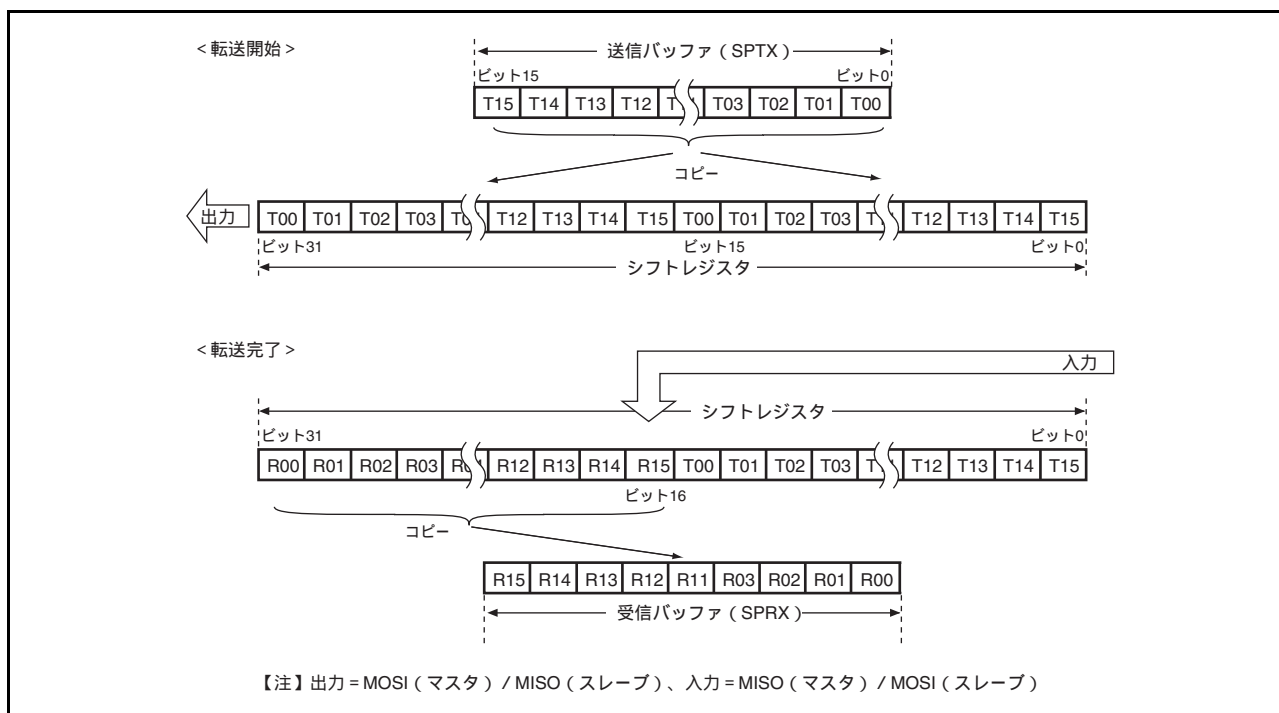 <転送開始>
送信バッファ(SPTX)
ビット15 ビット0
T15 T14 T13 T12 T03 T02 T01 T00
コピー
出力 T00 T01 T02 T03 T12 T13 T14 T15 T00 T01 T02 T03 T12 T13 T14 T15
ビット31 ビット15 ビット0
シフトレジスタ
<転送完了>
入力
シフトレジスタ
ビット31 ビット0
R00 R01 R02 R03 R12 R13 R14 R15 T00 T01 T02 T03 T12 T13 T14 T15
ビット16
コピー
R15 R14 R13 R12 R11 R03 R02 R01 R00
受信バッファ(SPRX)
【注】出力=MOSI(マスタ)/MISO(スレーブ)、入力=MISO(マスタ)/MOSI(スレーブ)